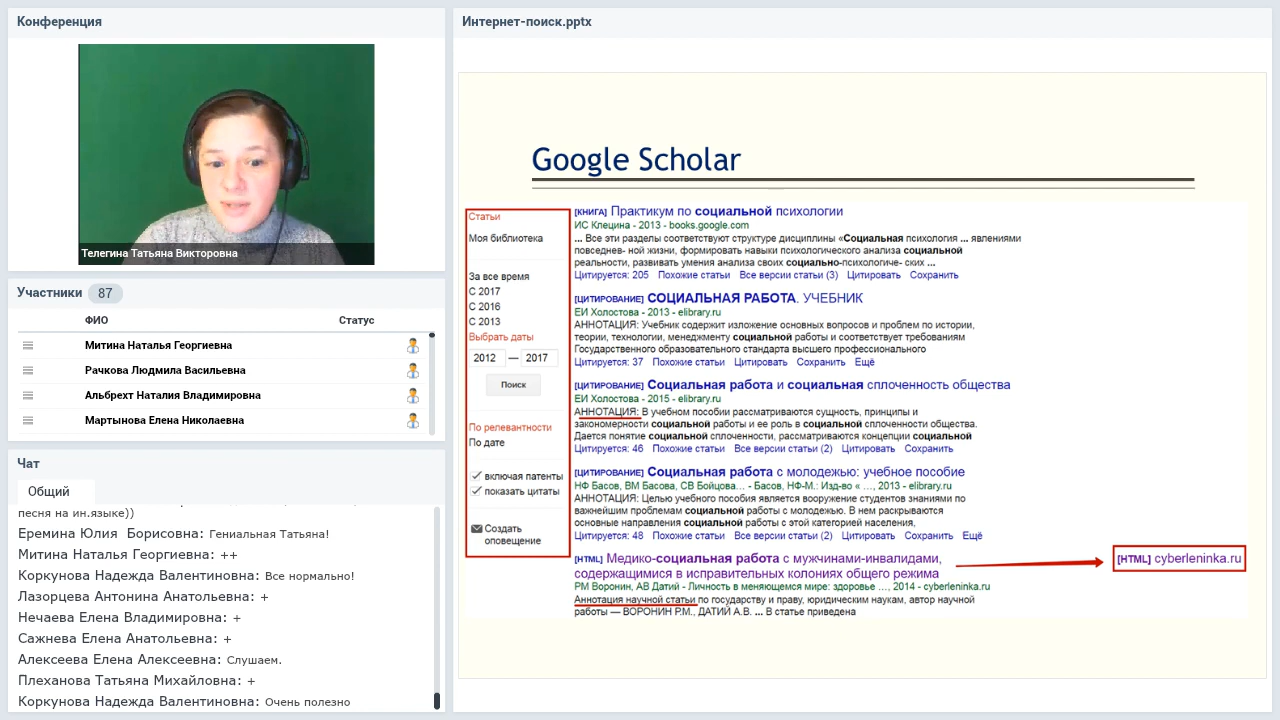 Конференция
Телегина Татьяна Викторовна
Участники 87
ФИО Статус
Митина Наталья Георгиевна
Рачкова Людмила Васильевна
Альбрехт Наталия Владимировна
Мартынова Елена Николаевна
Чат
Общий
песня на ин.языке))
Еремина Юлия Борисовна: Гениальная Татьяна!
Митина Наталья Георгиевна: ++
Коркунова Надежда Валентиновна: Все нормально!
Лазорцева Антонина Анатольевна: +
Нечаева Елена Владимировна: +
Сажнева Елена Анатольевна: +
Алексеева Елена Алексеевна: Слушаем.
Плеханова Татьяна Михайловна: +
Коркунова Надежда Валентиновна: Очень полезно
Интернет-поиск.pptx
Google Scholar
Статьи
Моя библиотека
За все время
С 2017
С 2016
С 2013
Выбрать даты
2012 — 2017
Поиск
По релевантности
По дате
включая патенты
показать цитаты
Создать
оповещение
[КНИГА] Практикум по социальной психологии
ИС Клецина - 2013 - books.google.com
... Все эти разделы соответствуют структуре дисциплины «Социальная психология ... явлениями
повседнев- ной жизни, формировать навыки психологического анализа социальной
реальности, развивать умения анализа своих социально-психологиче- ских ...
Цитируется: 205 Похожие статьи Все версии статьи (3) Цитировать Сохранить
[ЦИТИРОВАНИЕ] СОЦИАЛЬНАЯ РАБОТА. УЧЕБНИК
ЕИ Холостова - 2013 - elibrary.ru
АННОТАЦИЯ: Учебник содержит изложение основных вопросов и проблем по истории,
теории, технологии, менеджменту социальной работы и соответствует требованиям
Государственного образовательного стандарта высшего профессионального
Цитируется: 37 Похожие статьи Цитировать Сохранить Ещё
[ЦИТИРОВАНИЕ] Социальная работа и социальная сплоченность общества
ЕИ Холостова - 2015 - elibrary.ru
АННОТАЦИЯ: В учебном пособии рассматриваются сущность, принципы и
закономерности социальной работы и ее роль в социальной сплоченности общества.
Дается понятие социальной сплоченности, рассматриваются концепции социальной
Цитируется: 46 Похожие статьи Все версии статьи (2) Цитировать Сохранить
[ЦИТИРОВАНИЕ] Социальная работа с молодежью: учебное пособие
НФ Басов, ВМ Басова, СВ Бойцова… - Басов, НФ-М.: Изд-во « …, 2013 - elibrary.ru
АННОТАЦИЯ: Целью учебного пособия является вооружение студентов знаниями по
важнейшим проблемам социальной работы с молодежью. В нем раскрываются
основные направления социальной работы с этой категорией населения,
Цитируется: 48 Похожие статьи Все версии статьи (2) Цитировать Сохранить Ещё
[HTML] Медико-социальная работа с мужчинами-инвалидами,
содержащимися в исправительных колониях общего режима
[HTML] cyberleninka.ru
РМ Воронин, АВ Датий - Личность в меняющемся мире: здоровье …, 2014 - cyberleninka.ru
Аннотация научной статьи по государству и праву, юридическим наукам, автор научной
работы — ВОРОНИН Р.М., ДАТИЙ А.В. ... В статье приведена